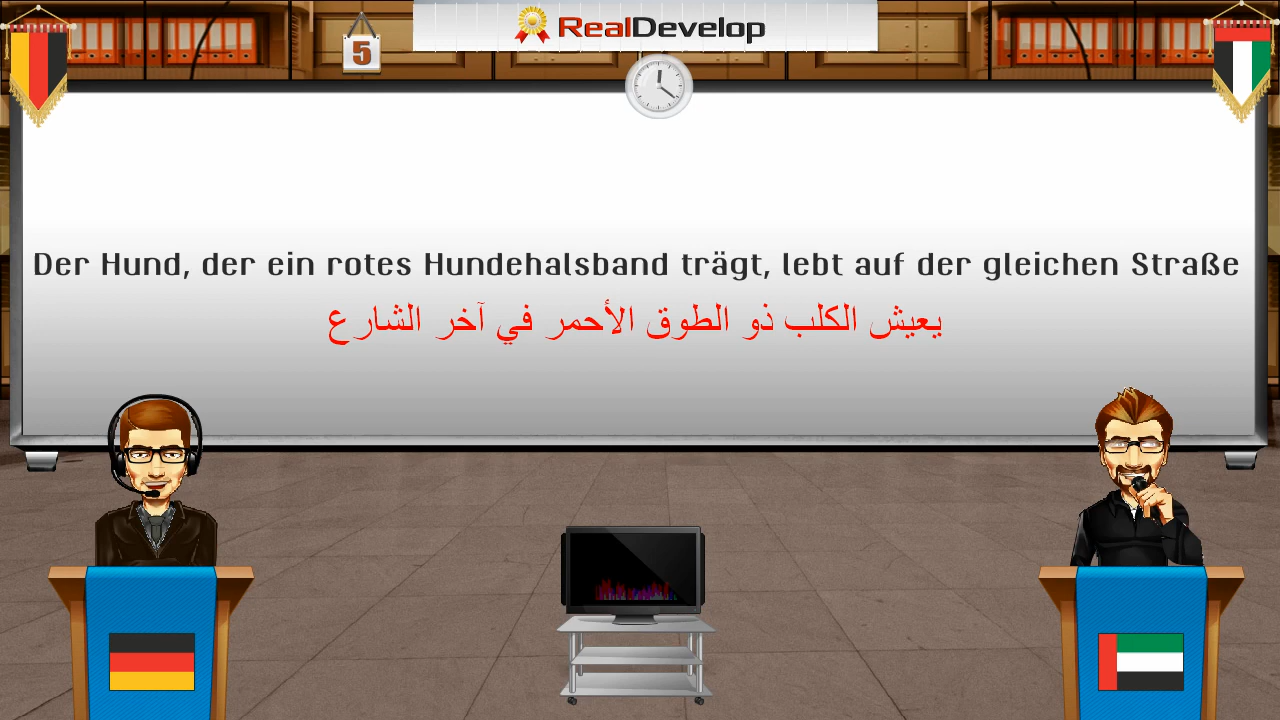 5
RealDevelop
Der Hund, der ein rotes Hundehalsband trägt, lebt auf der gleichen Straße
يعيش الكلب ذو الطوق الأحمر في آخر الشارع